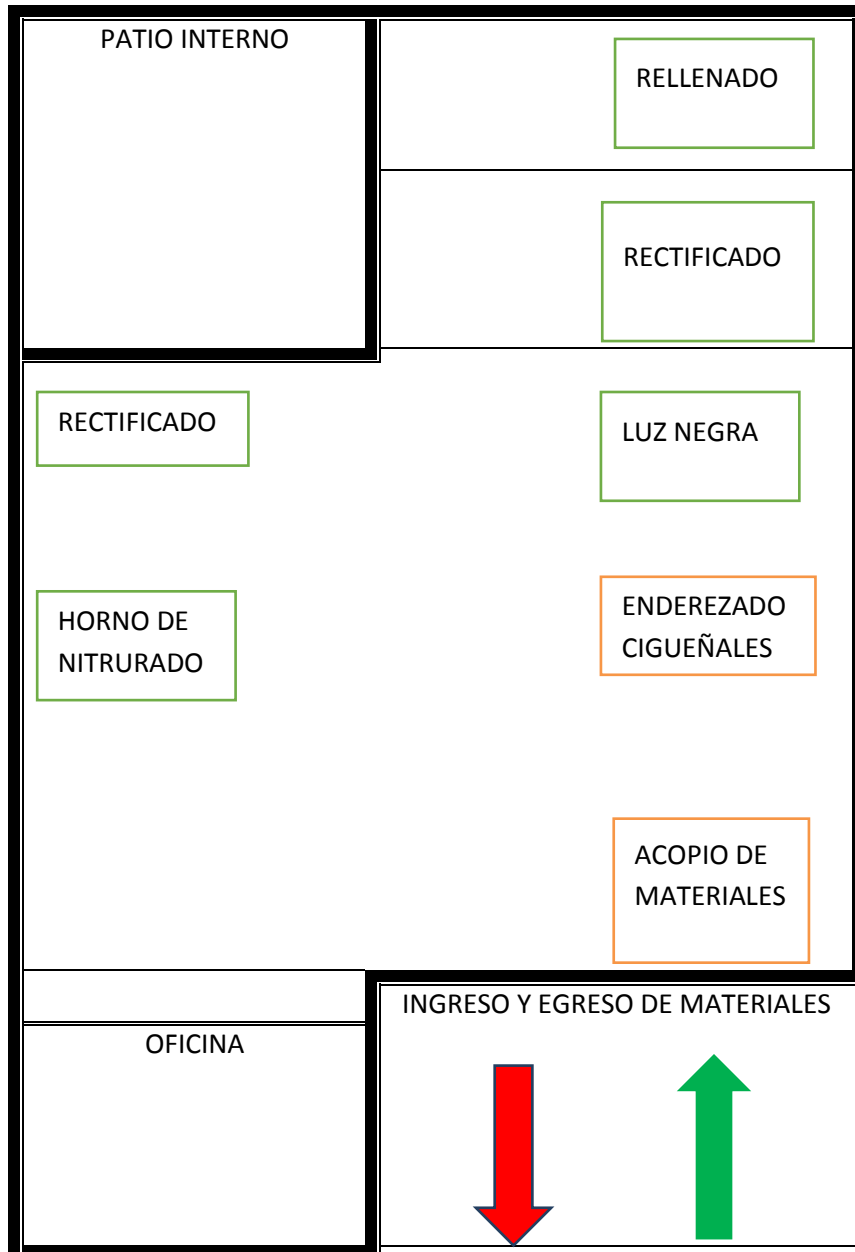 PATIO INTERNO
RELLENADO
RECTIFICADO
RECTIFICADO
LUZ NEGRA
HORNO DE
NITRURADO
ENDEREZADO
CIGUEÑALES
ACOPIO DE
MATERIALES
OFICINA
INGRESO Y EGRESO DE MATERIALES